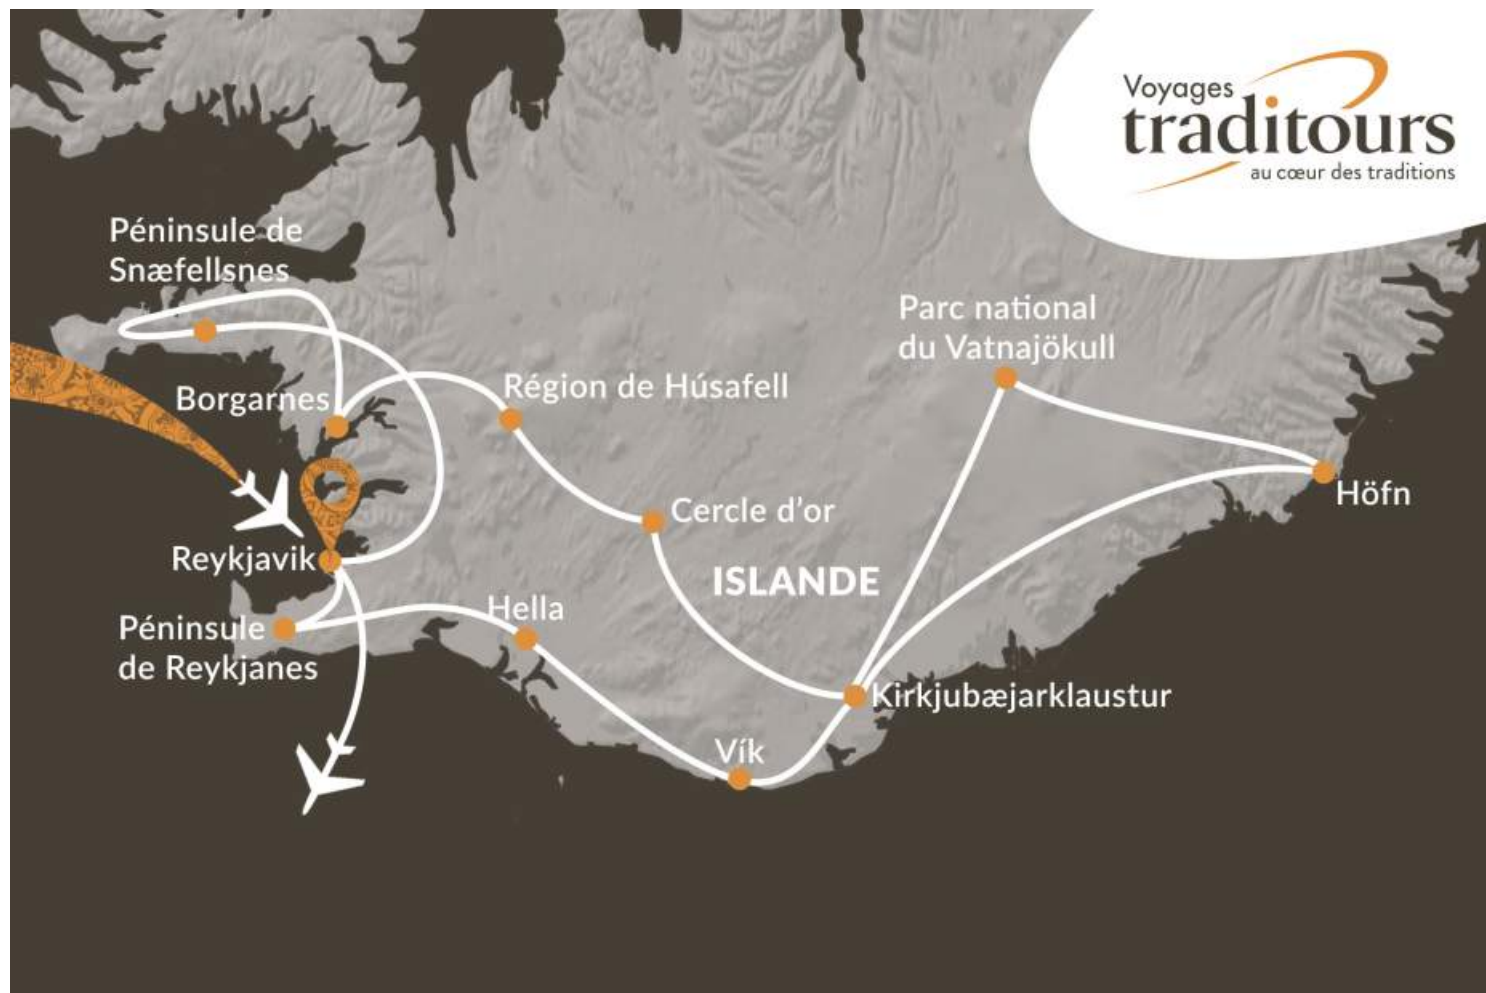 Voyages
traditours
au cœur des traditions
Péninsule de
Snæfellsnes
Parc national
du Vatnajökull
Région de Húsafell
Borgarnes
Höfn
Cercle d'or
Reykjavik
ISLANDE
Hella
Péninsule
de Reykjanes
Kirkjubæjarklaustur
Vík